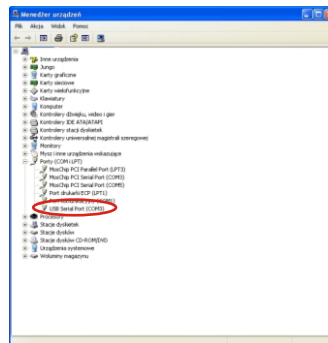 Menedżer urządzeń
Plik Akcja Widok Pomoc
Inne urządzenia
Jungo
Karty graficzne
Karty sieciowe
Karty wielofunkcyjne
Klawiatury
Komputer
Kontrolery dźwięku, wideo i gier
Kontrolery IDE ATA/ATAPI
Kontrolery stacji dyskietek
Kontrolery uniwersalnej magistrali szeregowej
Monitory
Mysz i inne urządzenia wskazujące
Porty (COM i LPT)
MosChip PCI Parallel Port (LPT3)
MosChip PCI Serial Port (COM3)
MosChip PCI Serial Port (COM5)
Port drukarki ECP (LPT1)
USB Serial Port (COM3)
Procesory
Stacje dyskietek
Stacje dysków
Stacje dysków CD-ROM/DVD
Urządzenia systemowe
Woluminy magazynu